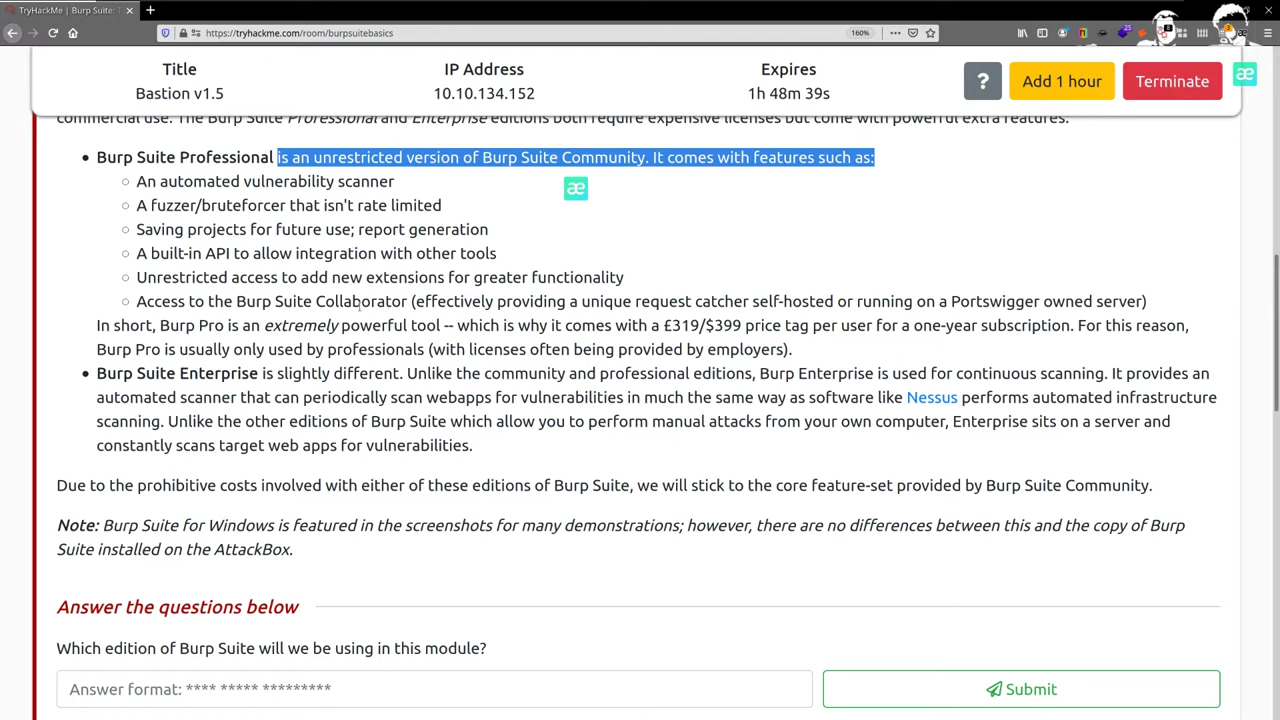 TryHackMe | Burp Suite: T
https://tryhackme.com/room/burpsuitebasics
160%
Title
IP Address
Expires
Bastion v1.5
10.10.134.152
1h 48m 39s
?
Add 1 hour
Terminate
æ
commercial use. The Burp Suite Professional and Enterprise editions both require expensive licenses but come with powerful extra features.
Burp Suite Professional is an unrestricted version of Burp Suite Community. It comes with features such as:
An automated vulnerability scanner
æ
A fuzzer/bruteforcer that isn't rate limited
Saving projects for future use; report generation
A built-in API to allow integration with other tools
Unrestricted access to add new extensions for greater functionality
Access to the Burp Suite Collaborator (effectively providing a unique request catcher self-hosted or running on a Portswigger owned server)
In short, Burp Pro is an extremely powerful tool -- which is why it comes with a £319/$399 price tag per user for a one-year subscription. For this reason,
Burp Pro is usually only used by professionals (with licenses often being provided by employers).
Burp Suite Enterprise is slightly different. Unlike the community and professional editions, Burp Enterprise is used for continuous scanning. It provides an
automated scanner that can periodically scan webapps for vulnerabilities in much the same way as software like Nessus performs automated infrastructure
scanning. Unlike the other editions of Burp Suite which allow you to perform manual attacks from your own computer, Enterprise sits on a server and
constantly scans target web apps for vulnerabilities.
Due to the prohibitive costs involved with either of these editions of Burp Suite, we will stick to the core feature-set provided by Burp Suite Community.
Note: Burp Suite for Windows is featured in the screenshots for many demonstrations; however, there are no differences between this and the copy of Burp
Suite installed on the AttackBox.
Answer the questions below
Which edition of Burp Suite will we be using in this module?
Answer format: **** ***** *********
Submit